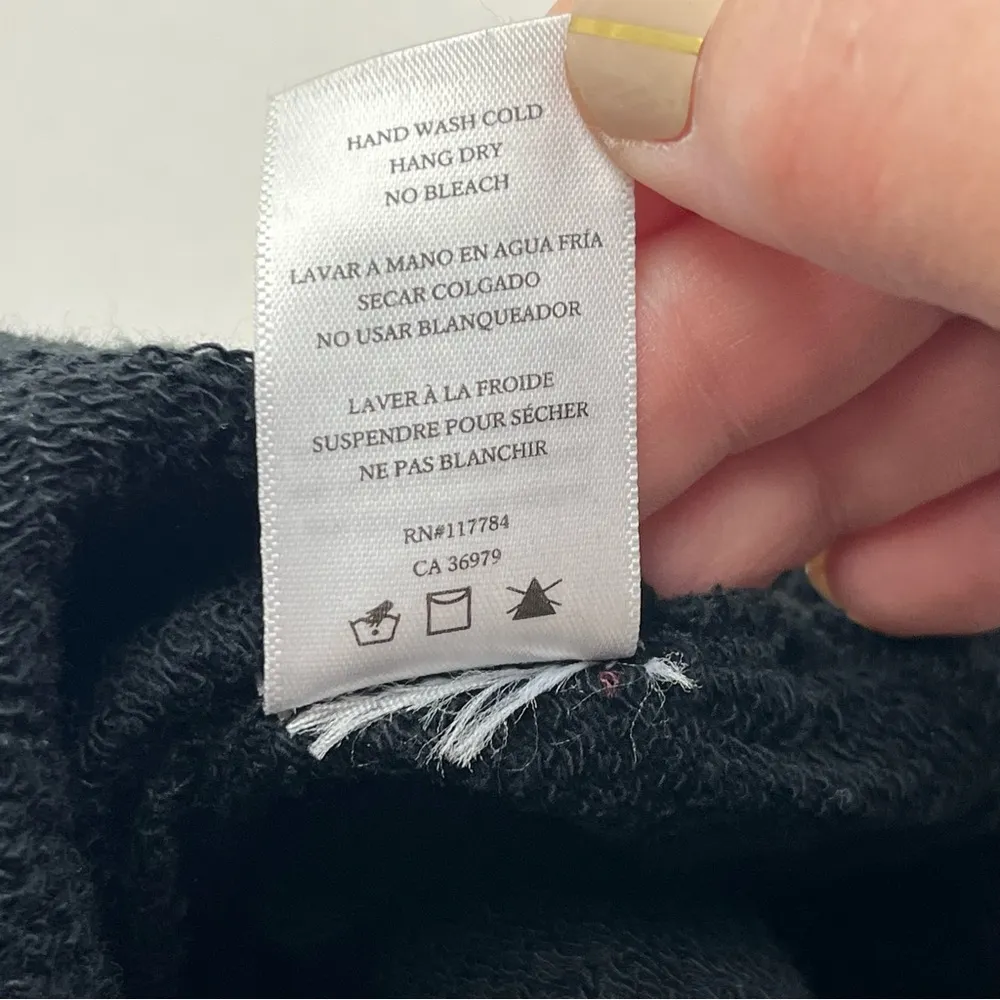 HAND WASH COLD
HANG DRY
NO BLEACH
LAVAR A MANO EN AGUA FRÍA
SECAR COLGADO
NO USAR BLANQUEADOR
LAVER À LA FROIDE
SUSPENDRE POUR SÉCHER
NE PAS BLANCHIR
RN#117784
CA 36979